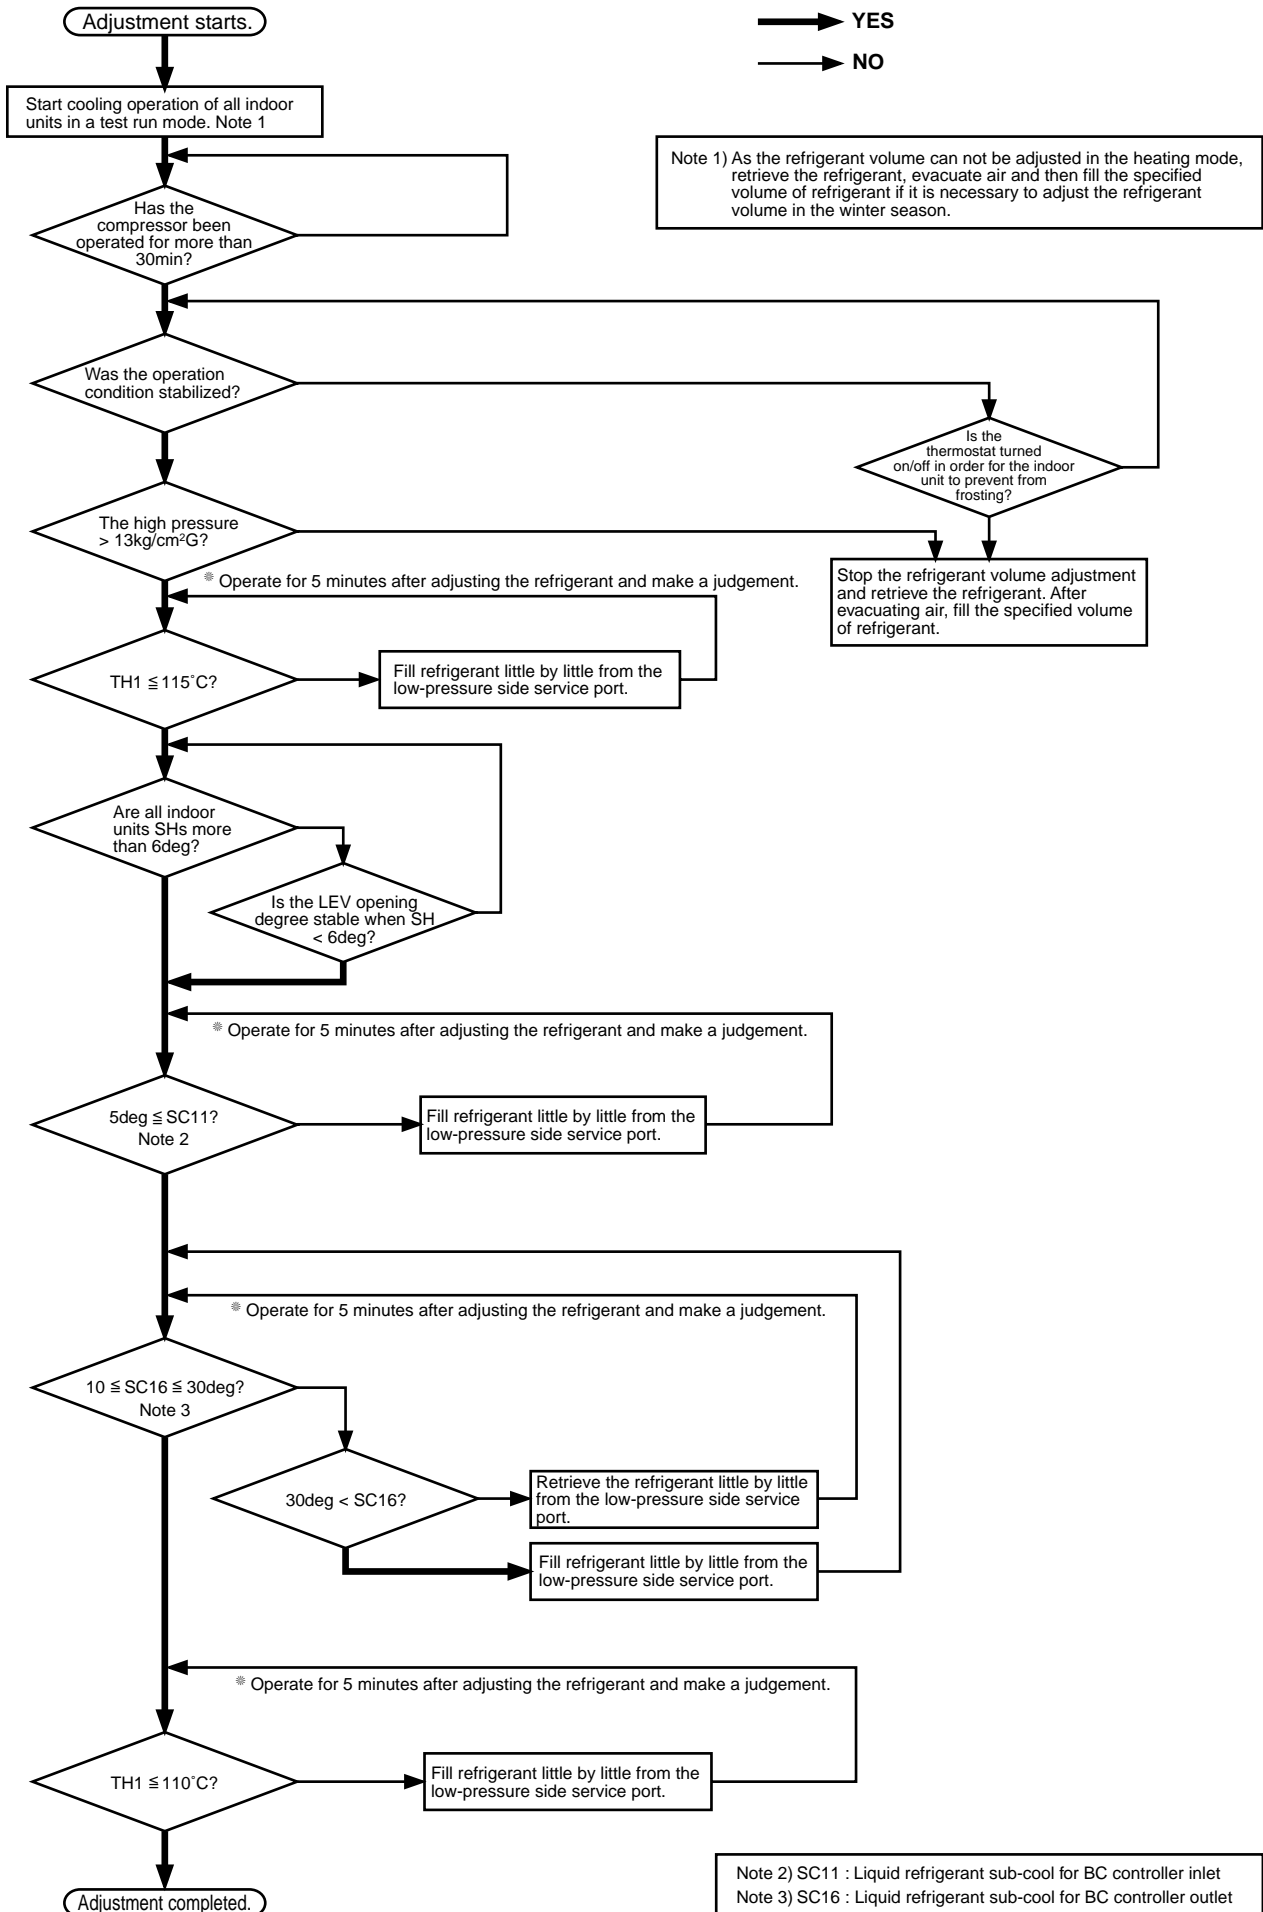 Adjustment starts.
YES
NO
Start cooling operation of all indoor
units in a test run mode. Note 1
Note 1) As the refrigerant volume can not be adjusted in the heating mode,
retrieve the refrigerant, evacuate air and then fill the specified
volume of refrigerant if it is necessary to adjust the refrigerant
volume in the winter season.
Has the
compressor been
operated for more than
30min?
Was the operation
condition stabilized?
Is the
thermostat turned
on/off in order for the indoor
unit to prevent from
frosting?
The high pressure
> 13kg/cm²G?
Stop the refrigerant volume adjustment
and retrieve the refrigerant. After
evacuating air, fill the specified volume
of refrigerant.
※ Operate for 5 minutes after adjusting the refrigerant and make a judgement.
TH1 ≦ 115°C?
Fill refrigerant little by little from the
low-pressure side service port.
Are all indoor
units SHs more
than 6deg?
Is the LEV opening
degree stable when SH
< 6deg?
※ Operate for 5 minutes after adjusting the refrigerant and make a judgement.
5deg ≦ SC11?
Note 2
Fill refrigerant little by little from the
low-pressure side service port.
※ Operate for 5 minutes after adjusting the refrigerant and make a judgement.
10 ≦ SC16 ≦ 30deg?
Note 3
30deg < SC16?
Retrieve the refrigerant little by little
from the low-pressure side service
port.
Fill refrigerant little by little from the
low-pressure side service port.
※ Operate for 5 minutes after adjusting the refrigerant and make a judgement.
TH1 ≦ 110°C?
Fill refrigerant little by little from the
low-pressure side service port.
Adjustment completed.
Note 2) SC11 : Liquid refrigerant sub-cool for BC controller inlet
Note 3) SC16 : Liquid refrigerant sub-cool for BC controller outlet